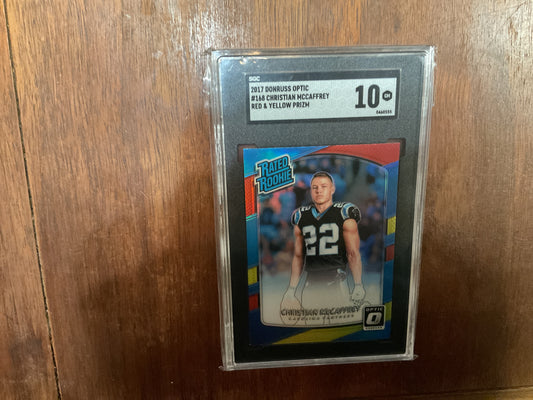 SGC
2017 DONRUSS OPTIC
#168 CHRISTIAN MCCAFFREY
RED & YELLOW PRIZM
10 GM
RATED
ROOKIE
22
CHRISTIAN McCAFFREY
CAROLINA PANTHERS
OPTIC